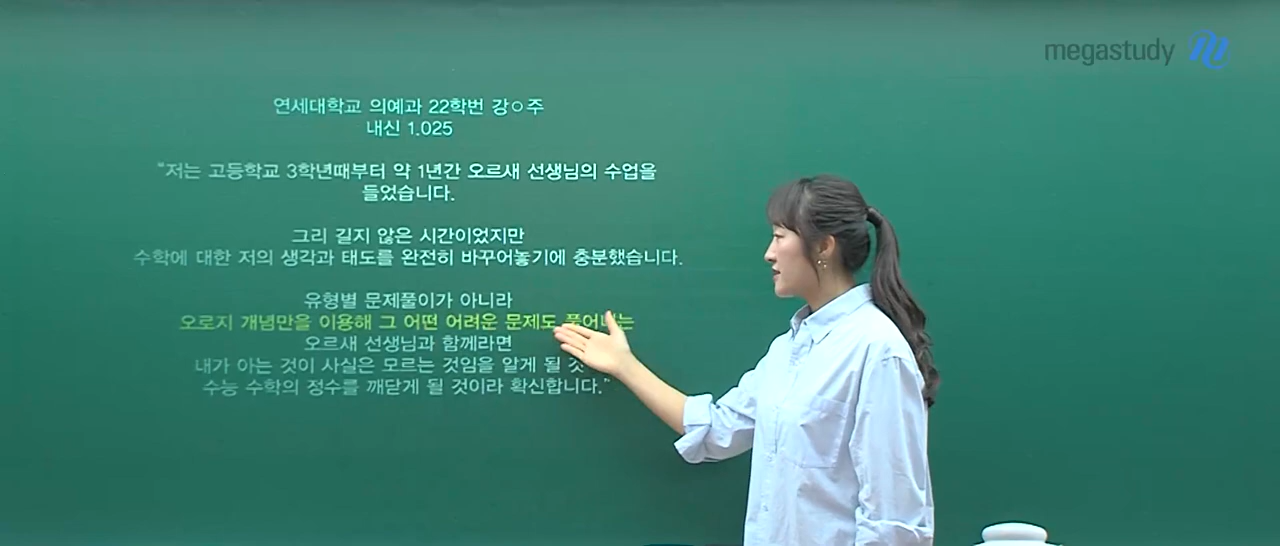 megastudy
연세대학교 의예과 22학번 강○주
내신 1.025
"저는 고등학교 3학년때부터 약 1년간 오르새 선생님의 수업을
들었습니다.
그리 길지 않은 시간이었지만
수학에 대한 저의 생각과 태도를 완전히 바꾸어놓기에 충분했습니다.
유형별 문제풀이가 아니라
오로지 개념만을 이용해 그 어떤 어려운 문제도
오르새 선생님과 함께라면
내가 아는 것이 사실은 모르는 것임을 알게 될
수능 수학의 정수를 깨닫게 될 것이라 확신합니다."